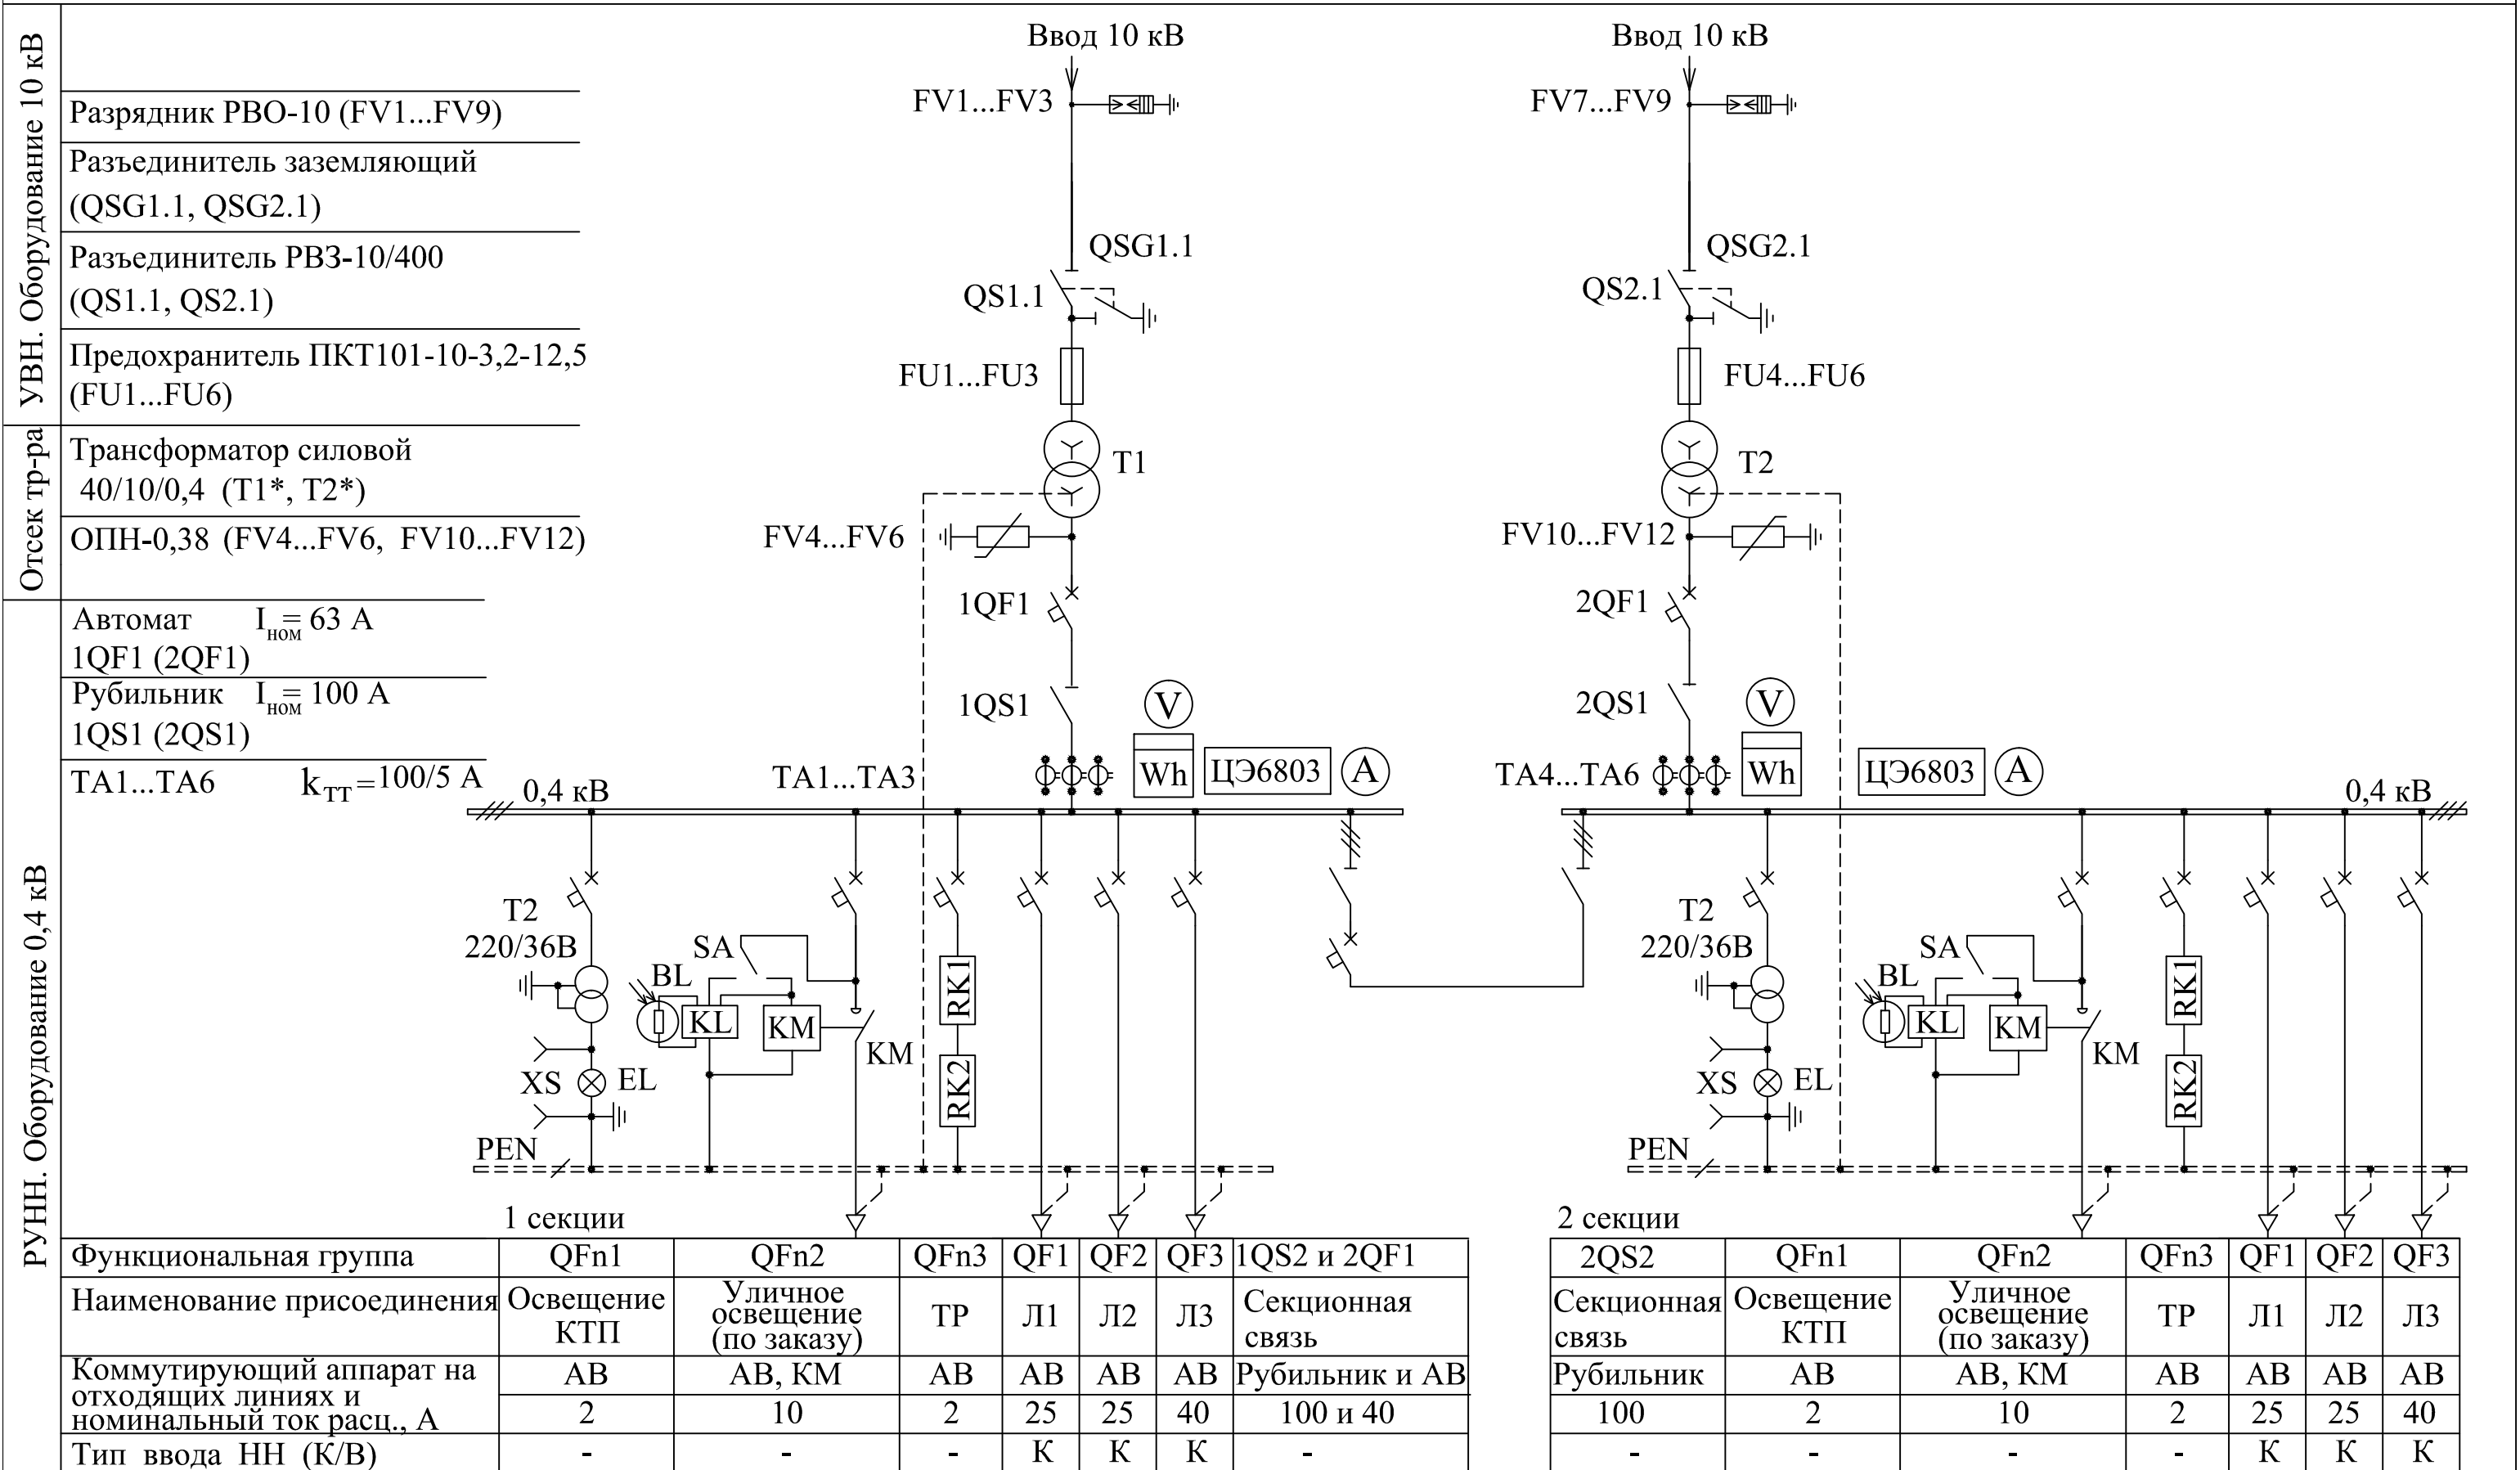 УВН. Оборудование 10 кВ
Разрядник РВО-10 (FV1...FV9)
Разъединитель заземляющий
(QSG1.1, QSG2.1)
Разъединитель РВЗ-10/400
(QS1.1, QS2.1)
Предохранитель ПКТ101-10-3,2-12,5
(FU1...FU6)
Отсек тр-ра
Трансформатор силовой
40/10/0,4 (Т1*, Т2*)
ОПН-0,38 (FV4...FV6, FV10...FV12)
РУНН. Оборудование 0,4 кВ
Автомат Iном= 63 А
1QF1 (2QF1)
Рубильник Iном= 100 А
1QS1 (2QS1)
ТА1...ТА6 kТТ=100/5 А
Ввод 10 кВ
FV1...FV3
QSG1.1
QS1.1
FU1...FU3
Т1
FV4...FV6
1QF1
1QS1
V
Wh
ЦЭ6803
А
ТА1...ТА3
0,4 кВ
Т2
220/36В
SA
BL
KL
KM
KM
RK1
RK2
XS
EL
PEN
1 секции
Ввод 10 кВ
FV7...FV9
QSG2.1
QS2.1
FU4...FU6
Т2
FV10...FV12
2QF1
2QS1
V
Wh
ЦЭ6803
А
ТА4...ТА6
0,4 кВ
Т2
220/36В
SA
BL
KL
KM
KM
RK1
RK2
XS
EL
PEN
2 секции
Функциональная группа QFn1 QFn2 QFn3 QF1 QF2 QF3 1QS2 и 2QF1 2QS2 QFn1 QFn2 QFn3 QF1 QF2 QF3
Наименование присоединения
Освещение
КТП
Уличное
освещение
(по заказу)
ТР
Л1
Л2
Л3
Секционная
связь
Секционная
связь
Освещение
КТП
Уличное
освещение
(по заказу)
ТР
Л1
Л2
Л3
Коммутирующий аппарат на
отходящих линиях и
номинальный ток расц., А
АВ АВ, КМ АВ АВ АВ АВ Рубильник и АВ Рубильник АВ АВ, КМ АВ АВ АВ АВ
2 10 2 25 25 40 100 и 40 100 2 10 2 25 25 40
Тип ввода НН (К/В) - - - К К К - - - - - К К К